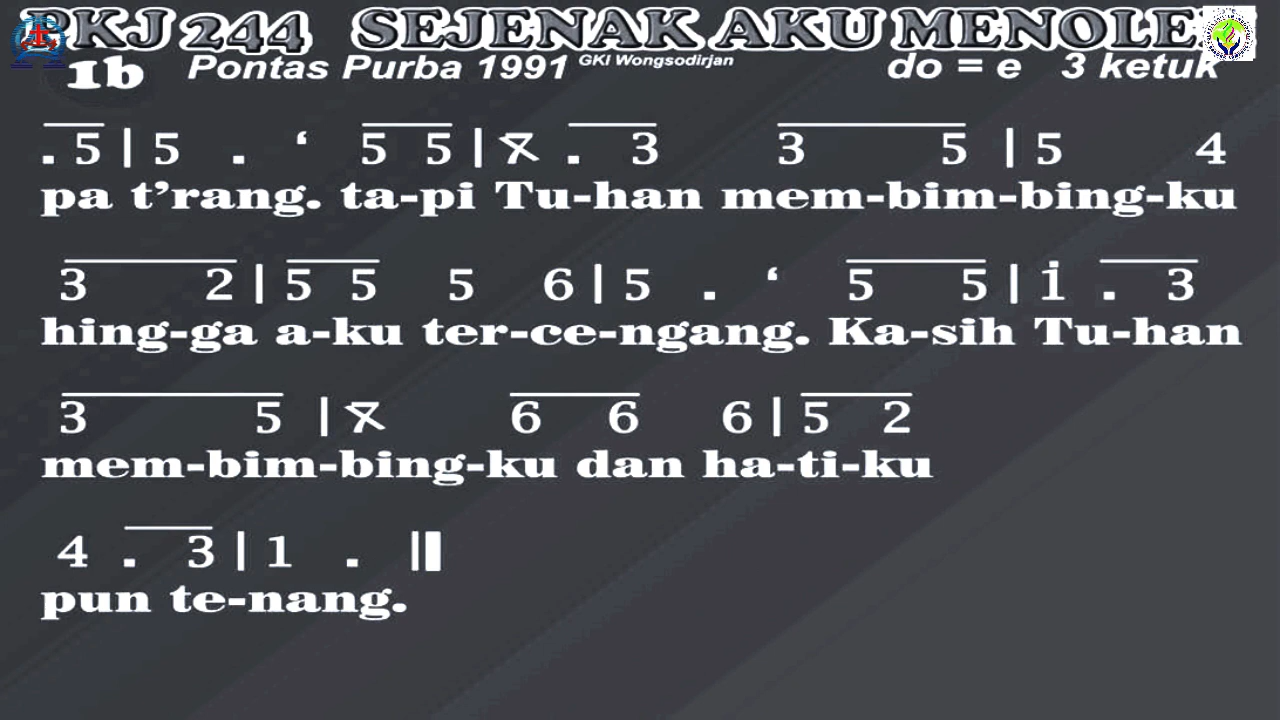 PKJ 244 SEJENAK AKU MENOLEH
1b Pontas Purba 1991 GKI Wongsodirjan do = e 3 ketuk
. 5 | 5 . ‘ 5 5 | 7 . 3 3 5 | 5 4
pa t’rang. ta-pi Tu-han mem-bim-bing-ku
3 2 | 5 5 5 6 | 5 . ‘ 5 5 | 1̇ . 3
hing-ga a-ku ter-ce-ngang. Ka-sih Tu-han
3 5 | 7 6 6 6 | 5 2
mem-bim-bing-ku dan ha-ti-ku
4 . 3 | 1 . ||
pun te-nang.